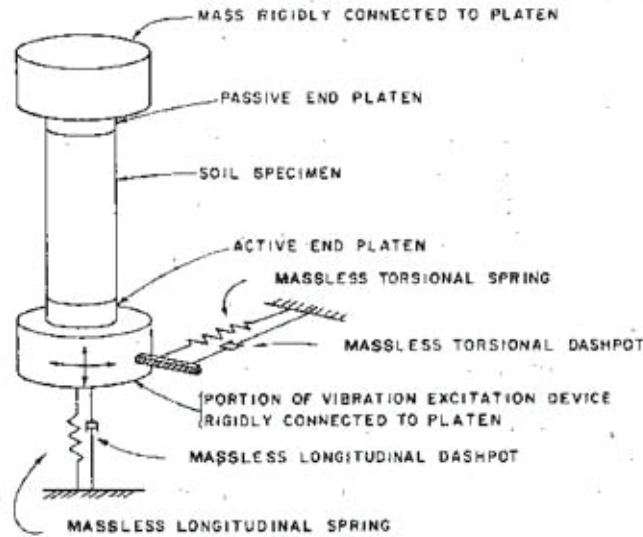 MASS RIGIDLY CONNECTED TO PLATEN
PASSIVE END PLATEN
SOIL SPECIMEN
ACTIVE END PLATEN
MASSLESS TORSIONAL SPRING
MASSLESS TORSIONAL DASHPOT
PORTION OF VIBRATION EXCITATION DEVICE
RIGIDLY CONNECTED TO PLATEN
MASSLESS LONGITUDINAL DASHPOT
MASSLESS LONGITUDINAL SPRING